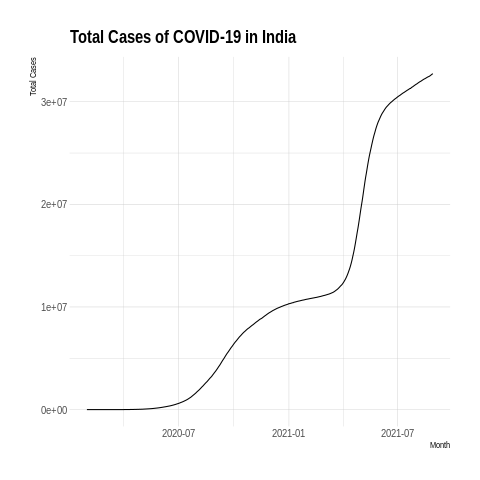 Total Cases of COVID-19 in India
Total Cases
3e+07
2e+07
1e+07
0e+00
2020-07 2021-01 2021-07
Month